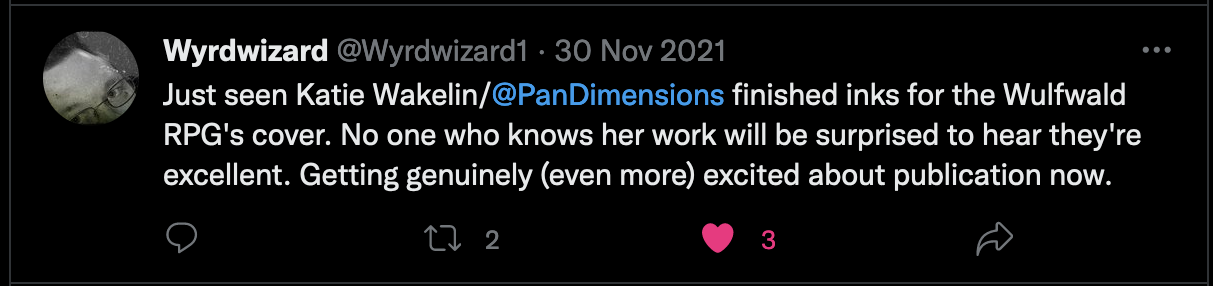 Wyrdwizard @Wyrdwizard1 · 30 Nov 2021
Just seen Katie Wakelin/@PanDimensions finished inks for the Wulfwald
RPG's cover. No one who knows her work will be surprised to hear they're
excellent. Getting genuinely (even more) excited about publication now.
2 3